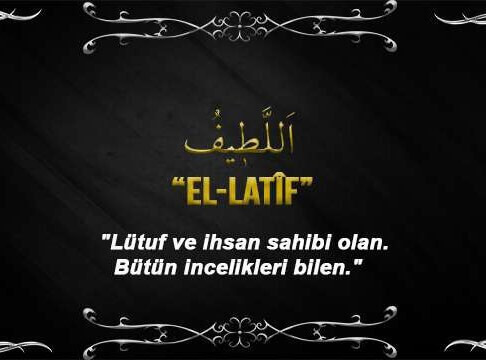 اَللَّطِيفُ
“EL-LATÎF”
"Lütuf ve ihsan sahibi olan.
Bütün incelikleri bilen."